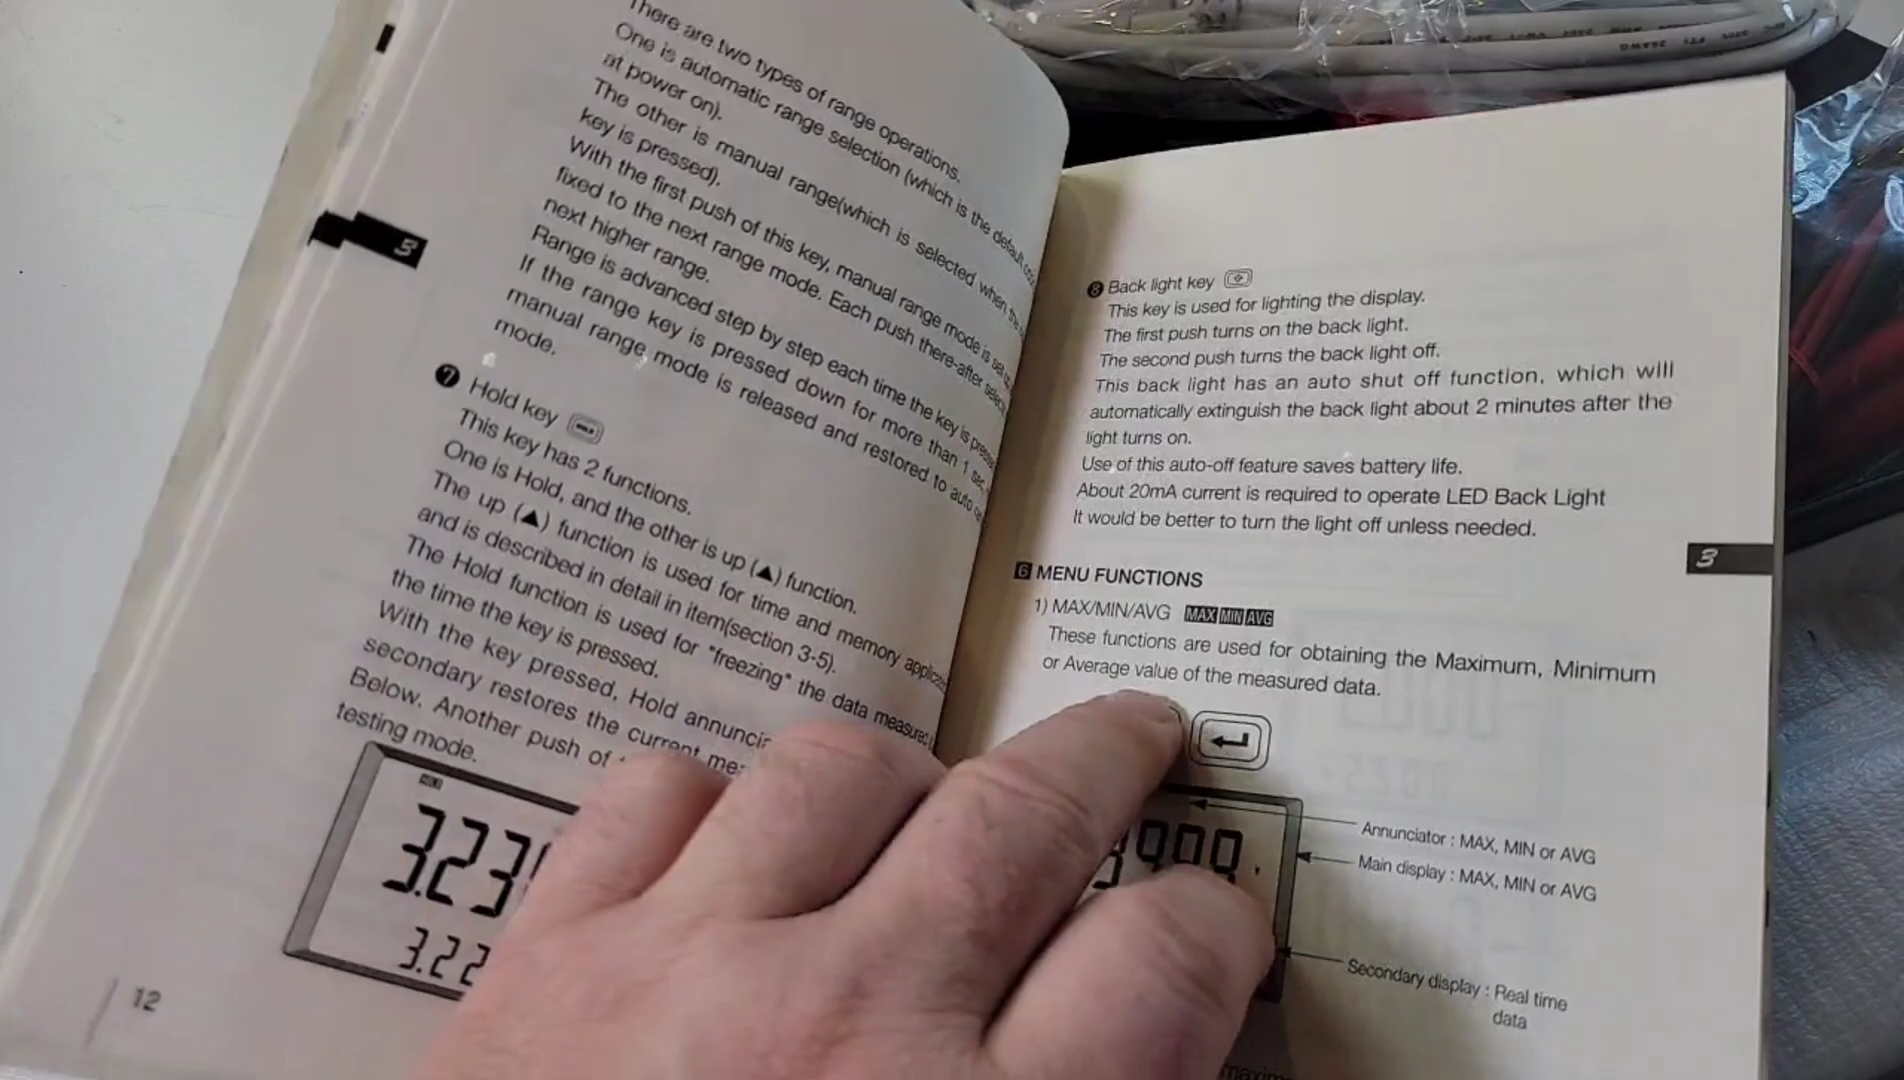 There are two types of range operations.
One is automatic range selection (which is the default
at power on).
The other is manual range(which is selected when the
key is pressed).
With the first push of this key, manual range mode is set
fixed to the next range mode. Each push there-after
next higher range.
Range is advanced step by step each time the key is
If the range key is pressed down for more than 1 sec,
manual range mode is released and restored to auto
mode.
3
❼ Hold key HOLD
This key has 2 functions.
One is Hold, and the other is up (▲) function.
The up (▲) function is used for time and memory
and is described in detail in item(section 3-5).
The Hold function is used for "freezing" the data measured
the time the key is pressed.
With the key pressed, Hold
secondary restores the current
Below. Another push of
testing mode.
HOLD
3.23
3.22
12
❽ Back light key
This key is used for lighting the display.
The first push turns on the back light.
The second push turns the back light off.
This back light has an auto shut off function, which will
automatically extinguish the back light about 2 minutes after the
light turns on.
Use of this auto-off feature saves battery life.
About 20mA current is required to operate LED Back Light
It would be better to turn the light off unless needed.
3
6 MENU FUNCTIONS
1) MAX/MIN/AVG MAX MIN AVG
These functions are used for obtaining the Maximum, Minimum
or Average value of the measured data.
Annunciator : MAX, MIN or AVG
Main display : MAX, MIN or AVG
Secondary display : Real time
data